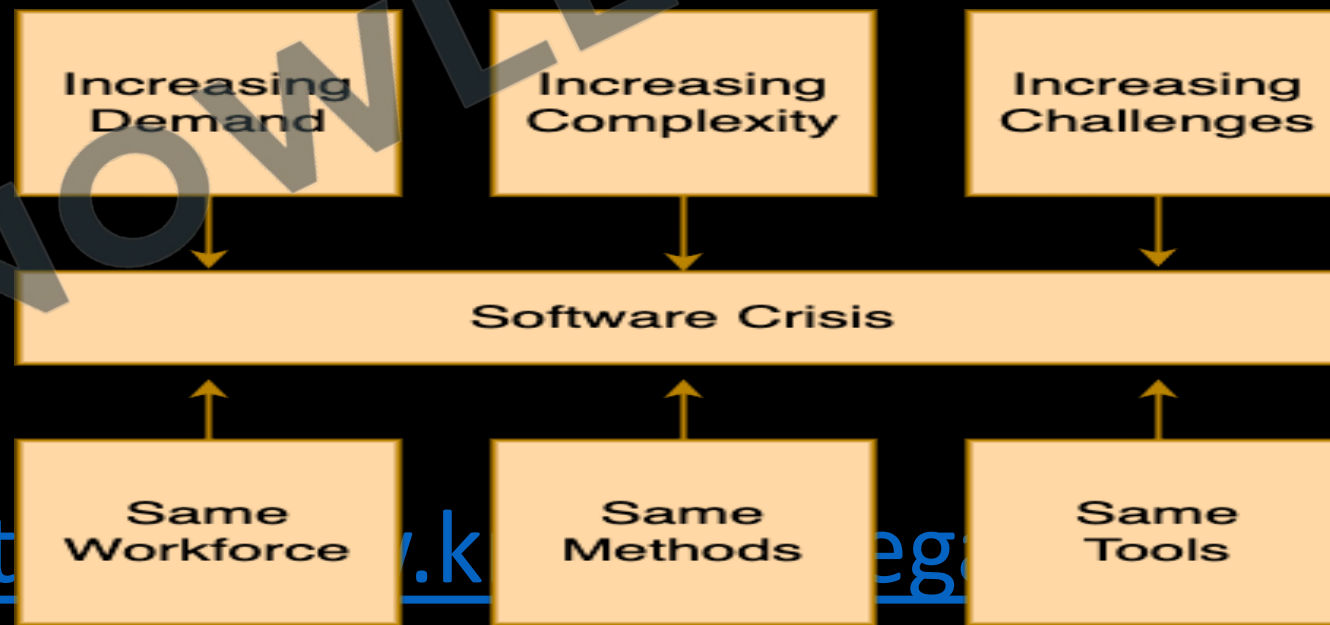 Increasing
Demand
Increasing
Complexity
Increasing
Challenges
Software Crisis
Same
Workforce
Same
Methods
Same
Tools